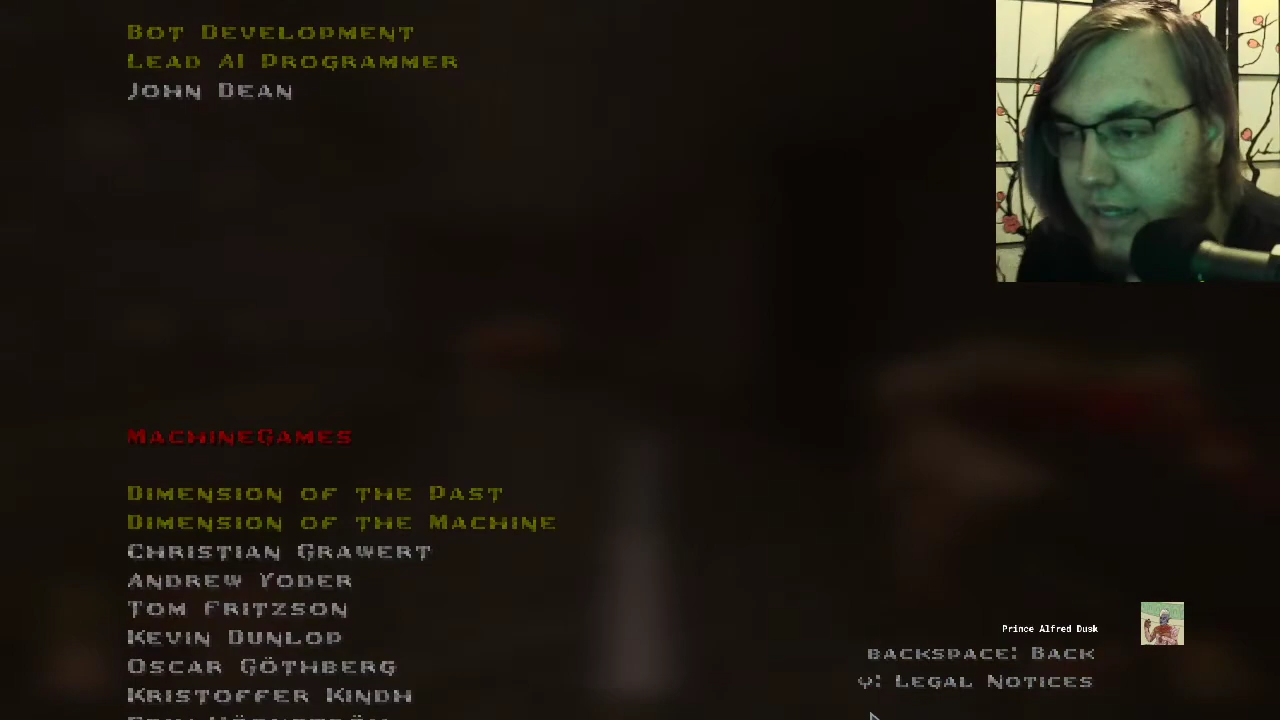 Bot Development
Lead AI Programmer
John Dean
MachineGames
Dimension of the Past
Dimension of the Machine
Christian Grawert
Andrew Yoder
Tom Fritzson
Kevin Dunlop
Oscar Göthberg
Kristoffer Kindh
Prince Alfred Dusk
Backspace: Back
Legal Notices